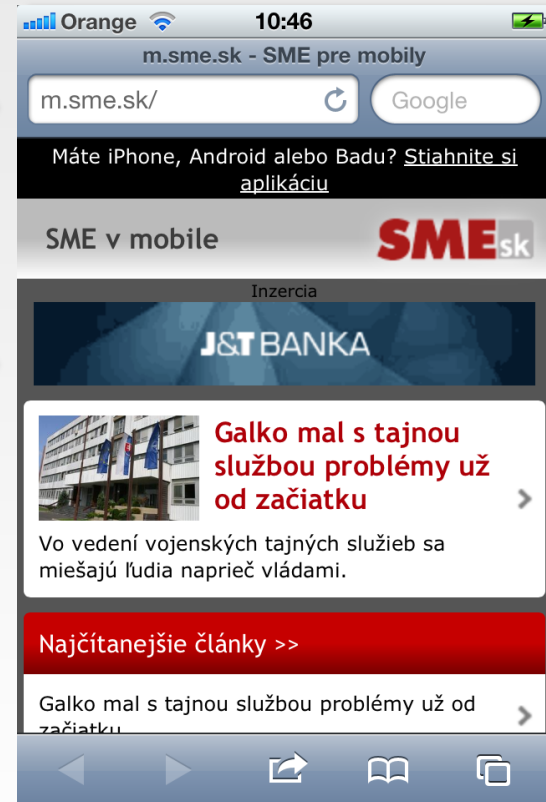 Orange 10:46
m.sme.sk - SME pre mobily
m.sme.sk/ Google
Máte iPhone, Android alebo Badu? Stiahnite si
aplikáciu
SME v mobile SME sk
Inzercia
J&T BANKA
Galko mal s tajnou
službou problémy už
od začiatku
Vo vedení vojenských tajných služieb sa
miešajú ľudia naprieč vládami.
Najčítanejšie články >>
Galko mal s tajnou službou problémy už od
začiatku